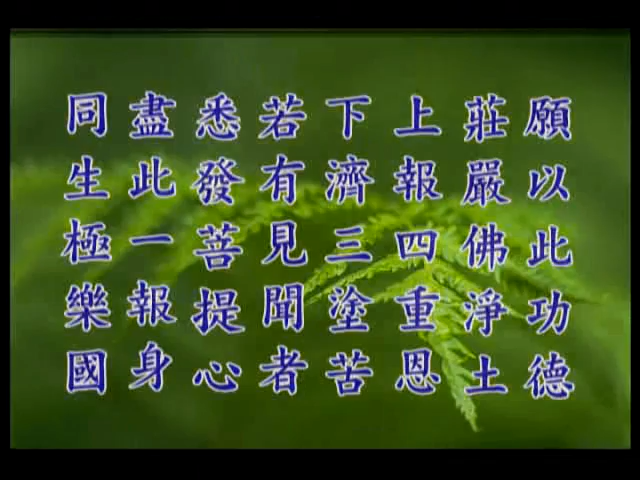 願以此功德
莊嚴佛淨土
上報四重恩
下濟三塗苦
若有見聞者
悉發菩提心
盡此一報身
同生極樂國